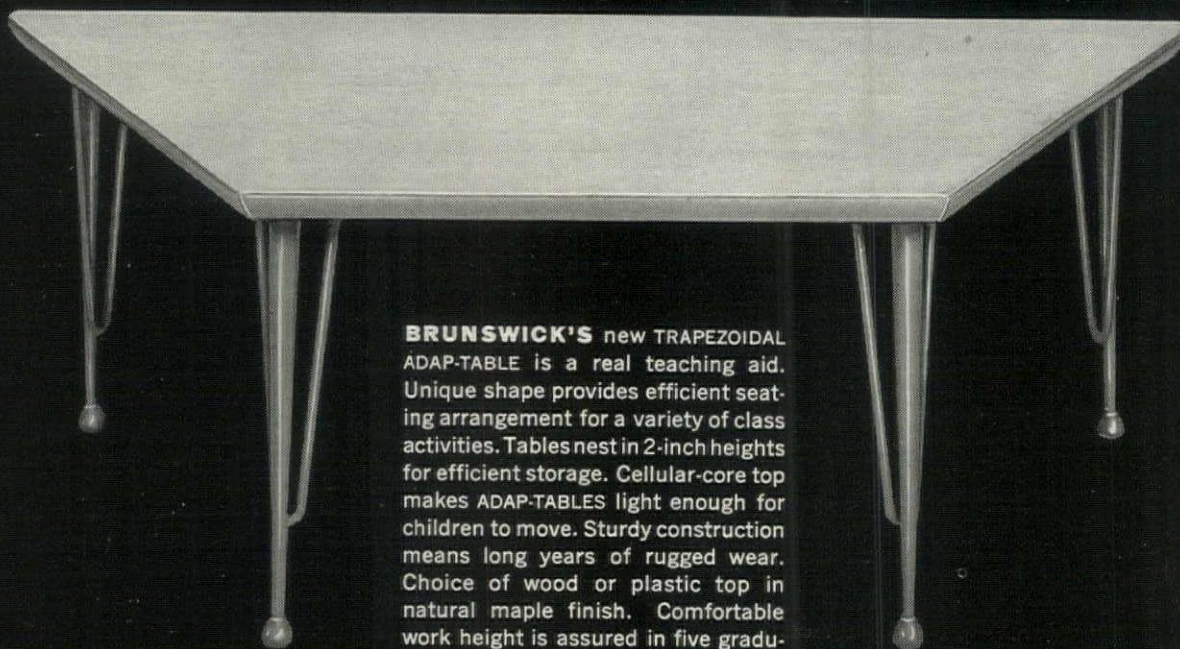 BRUNSWICK'S new TRAPEZOIDAL
ADAP-TABLE is a real teaching aid.
Unique shape provides efficient seat-
ing arrangement for a variety of class
activities. Tables nest in 2-inch heights
for efficient storage. Cellular-core top
makes ADAP-TABLES light enough for
children to move. Sturdy construction
means long years of rugged wear.
Choice of wood or plastic top in
natural maple finish. Comfortable
work height is assured in five gradu-